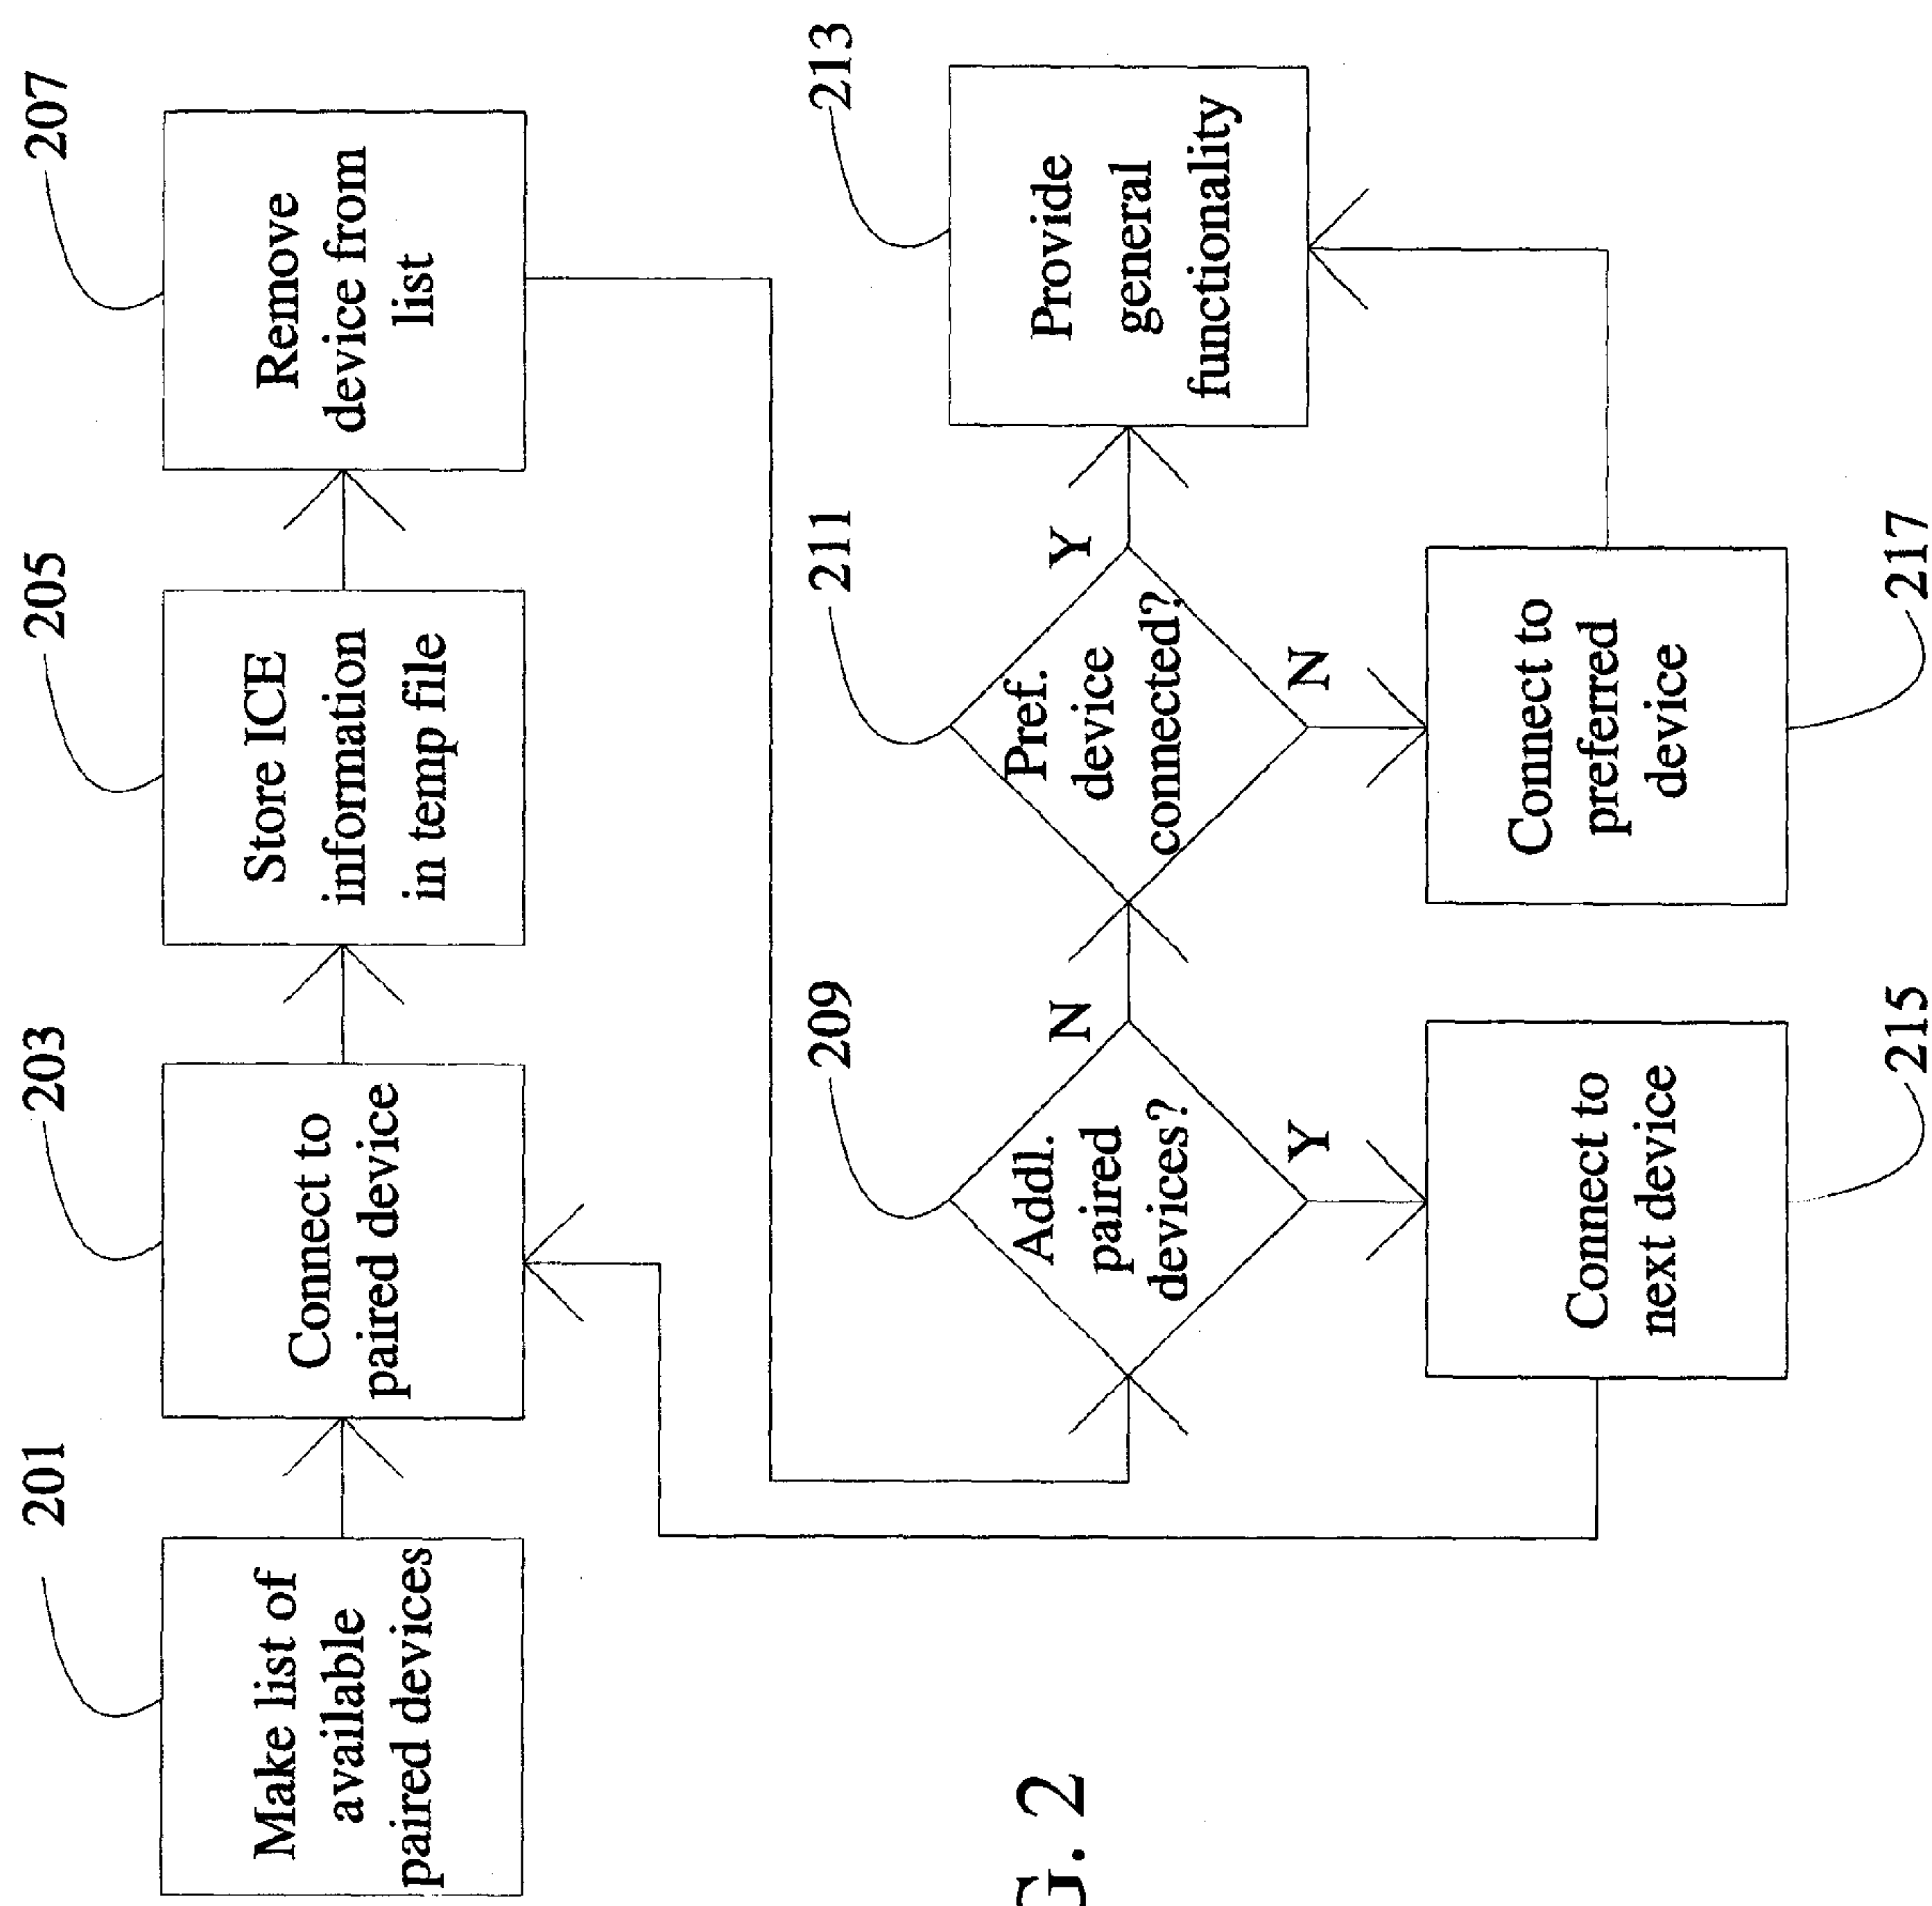 201
Make list of
available
paired devices
203
Connect to
paired device
205
Store ICE
information
in temp file
207
Remove
device from
list
209
Addl.
paired
devices?
N
Y
211
Pref.
device
connected?
Y
N
213
Provide
general
functionality
215
Connect to
next device
217
Connect to
preferred
device
G. 2